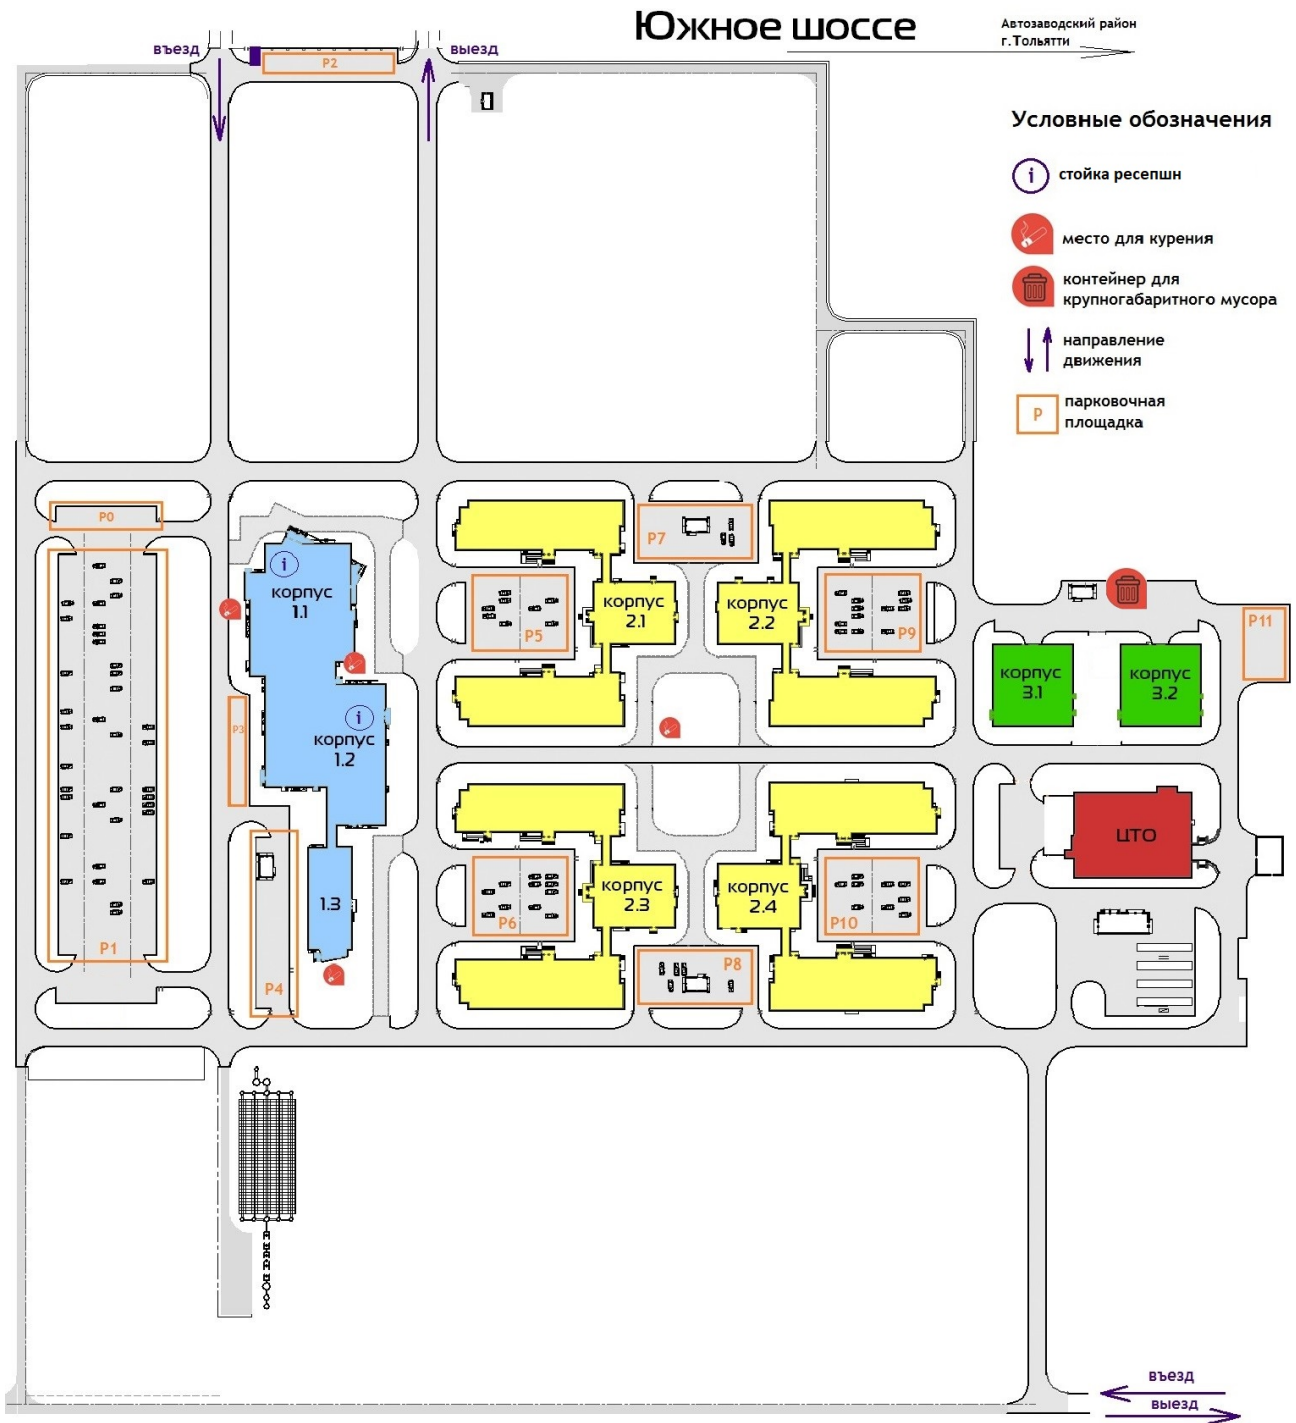 Южное шоссе
Автозаводский район
г.Тольятти
въезд
P2
выезд
Условные обозначения
i
стойка ресепшн
место для курения
контейнер для
крупногабаритного мусора
направление
движения
P
парковочная
площадка
P0
P7
i
корпус
1.1
корпус
2.1
корпус
2.2
P5
P9
P11
корпус
3.1
корпус
3.2
i
P3
корпус
1.2
ЦТО
корпус
2.3
корпус
2.4
1.3
P6
P10
P1
P4
P8
въезд
выезд